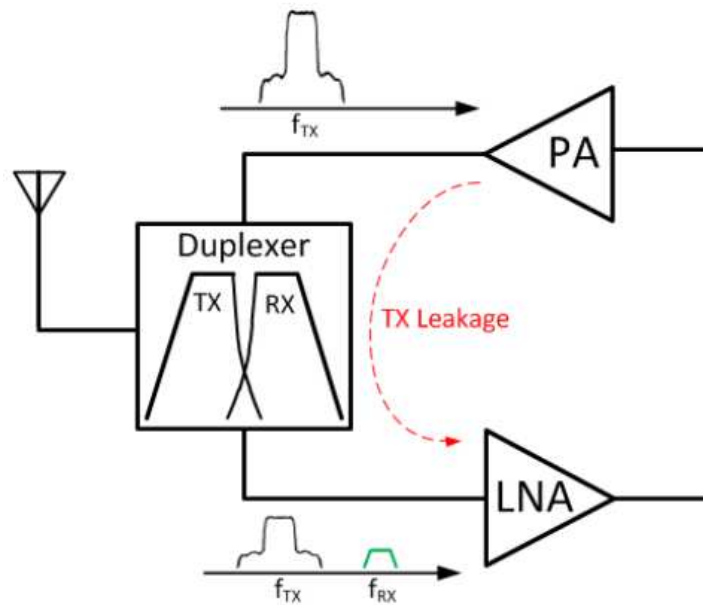 f_TX
PA
Duplexer
TX RX
TX Leakage
LNA
f_TX f_RX